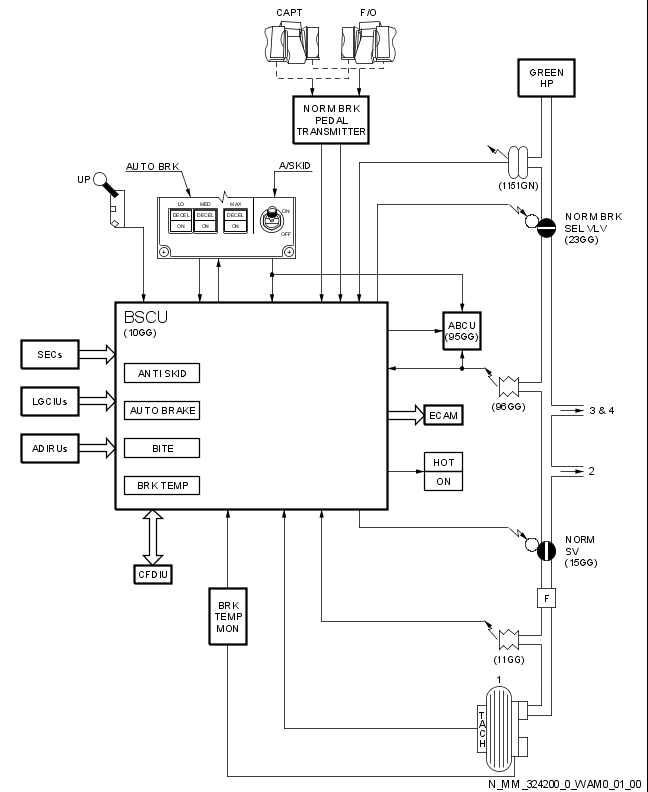 CAPT
F/O
GREEN
HP
NORM BRK
PEDAL
TRANSMITTER
AUTO BRK
A/SKID
UP
(1151GN)
LO
MED
MAX
DECEL
DECEL
DECEL
ON
ON
ON
ON
OFF
NORM BRK
SEL VLV
(23GG)
BSCU
(10GG)
ABCU
(95GG)
SECs
ANTI SKID
LGCIUs
AUTO BRAKE
ECAM
(96GG)
3 & 4
ADIRUs
BITE
HOT
ON
2
BRK TEMP
NORM
SV
(15GG)
CFDIU
F
BRK
TEMP
MON
(11GG)
1
TACH
N_MM_324200_0_WAM0_01_00